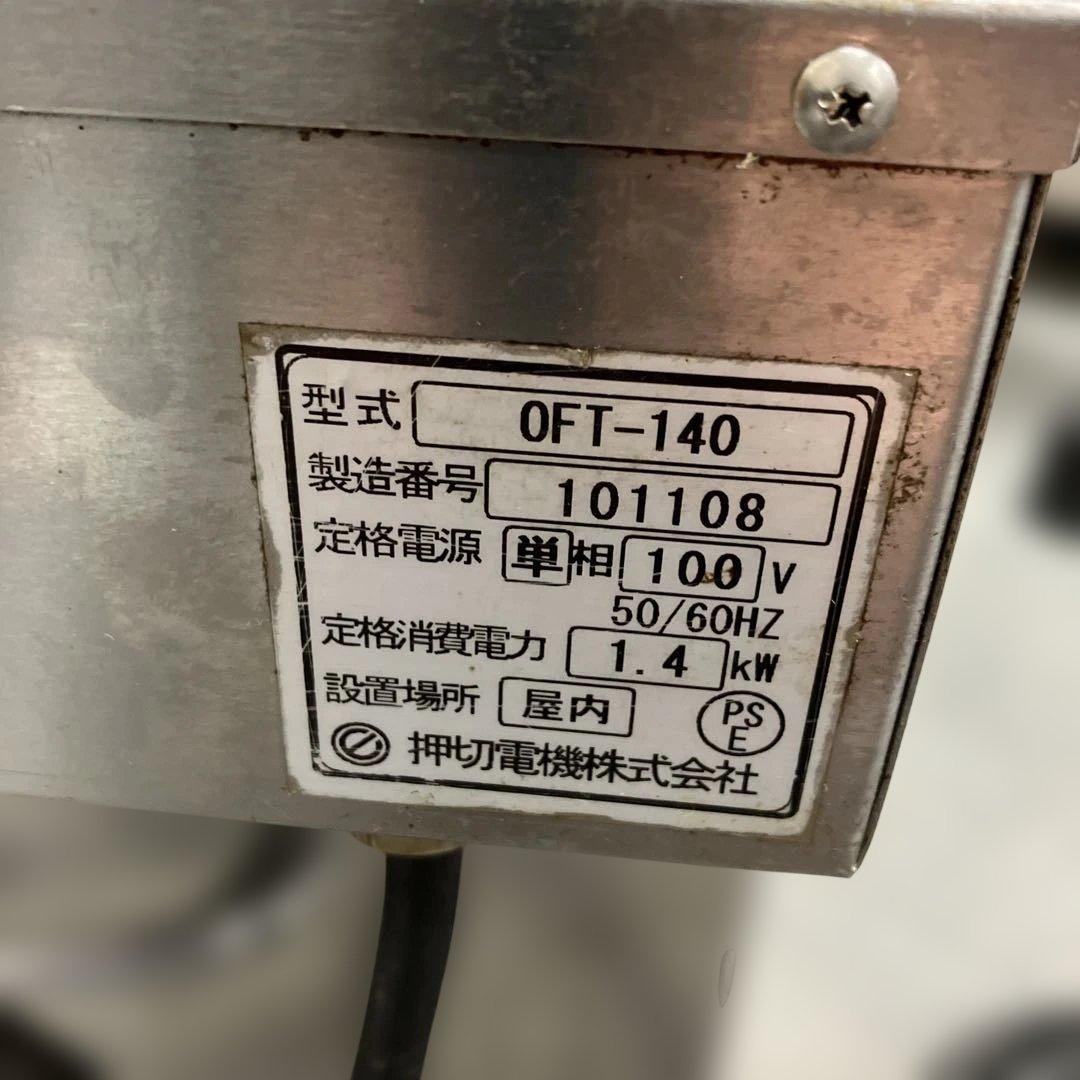 型式 OFT-140
製造番号 101108
定格電源 単相 100 V
50/60HZ
定格消費電力 1.4 kW
設置場所 屋内
PS
E
押切電機株式会社